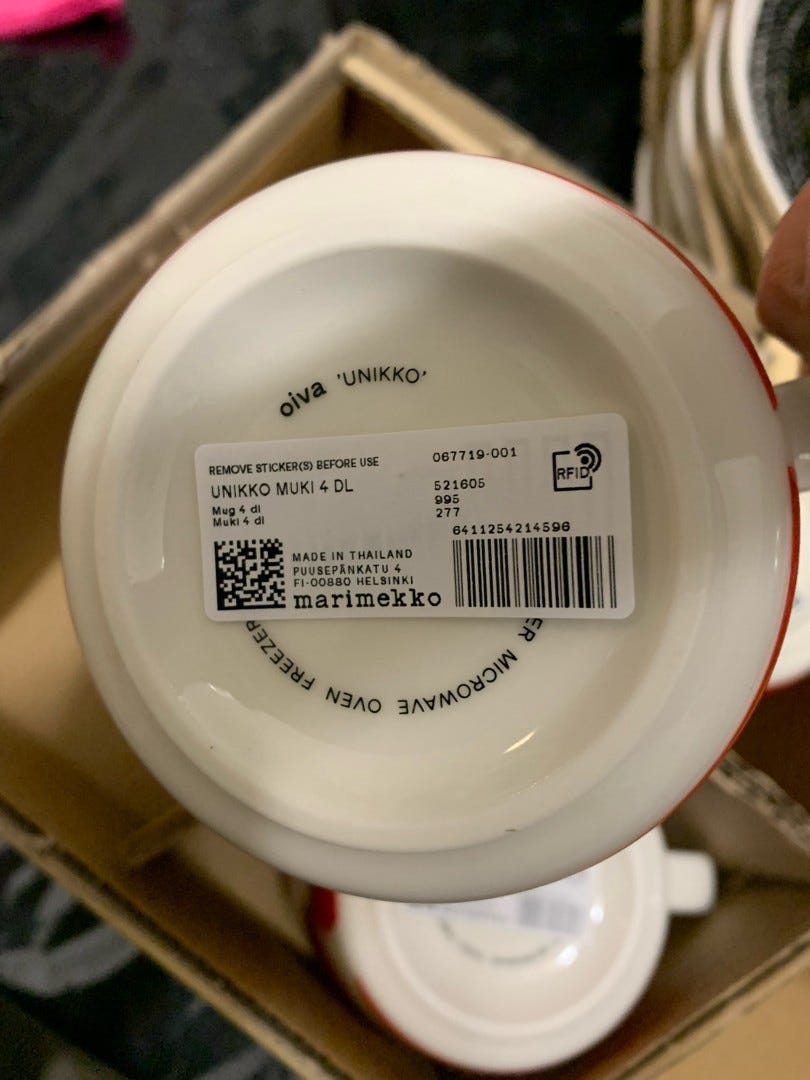 oiva 'UNIKKO'
REMOVE STICKER(S) BEFORE USE
067719-001
RFID
UNIKKO MUKI 4 DL
521605
Mug 4 dl
995
Muki 4 dl
277
6411254214596
MADE IN THAILAND
PUUSEPÄNKATU 4
FI-00880 HELSINKI
marimekko
MICROWAVE OVEN FREEZER